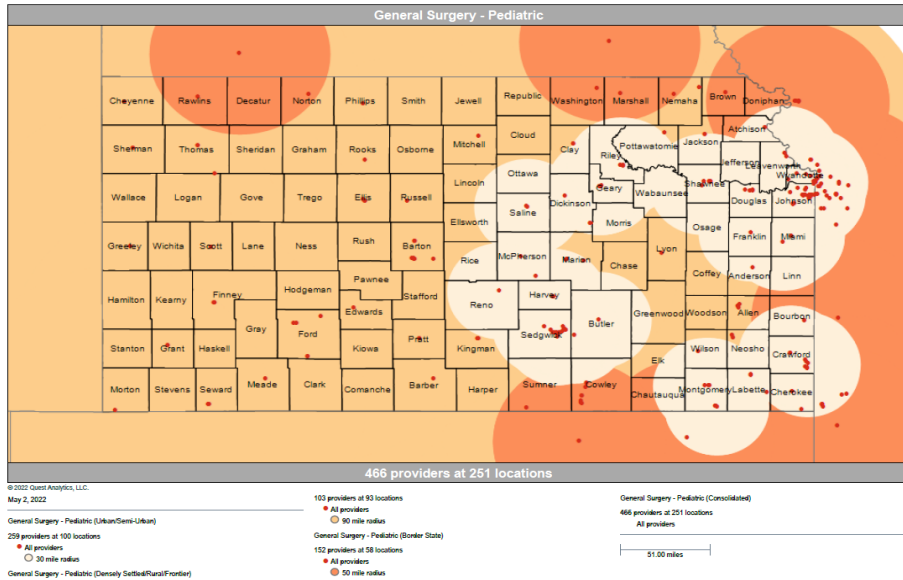 General Surgery - Pediatric
Cheyenne Rawlins Decatur Norton Phillips Smith Jewell Republic Washington Marshall Nemaha Brown Doniphan
Cloud Atchison
Sherman Thomas Sheridan Graham Rooks Osborne Mitchell Clay Riley Pottawatomie Jackson Jefferson Leavenworth
Ottawa Wyandotte
Wallace Logan Gove Trego Ellis Russell Lincoln Saline Dickinson Geary Wabaunsee Shawnee Douglas Johnson
Ellsworth Morris Osage
Greeley Wichita Scott Lane Ness Rush Barton Rice McPherson Marion Chase Lyon Franklin Miami
Hamilton Kearny Finney Hodgeman Pawnee Stafford Coffey Anderson Linn
Gray Ford Edwards Reno Harvey Butler Greenwood Woodson Allen Bourbon
Stanton Grant Haskell Kiowa Pratt Kingman Sedgwick Elk Wilson Neosho Crawford
Morton Stevens Seward Meade Clark Comanche Barber Harper Sumner Cowley Chautauqua Montgomery Labette Cherokee
466 providers at 251 locations
© 2022 Quest Analytics, LLC.
May 2, 2022
General Surgery - Pediatric (Urban/Semi-Urban)
259 providers at 100 locations
All providers
30 mile radius
General Surgery - Pediatric (Densely Settled/Rural/Frontier)
103 providers at 93 locations
All providers
90 mile radius
General Surgery - Pediatric (Border State)
152 providers at 58 locations
All providers
50 mile radius
General Surgery - Pediatric (Consolidated)
466 providers at 251 locations
All providers
51.00 miles